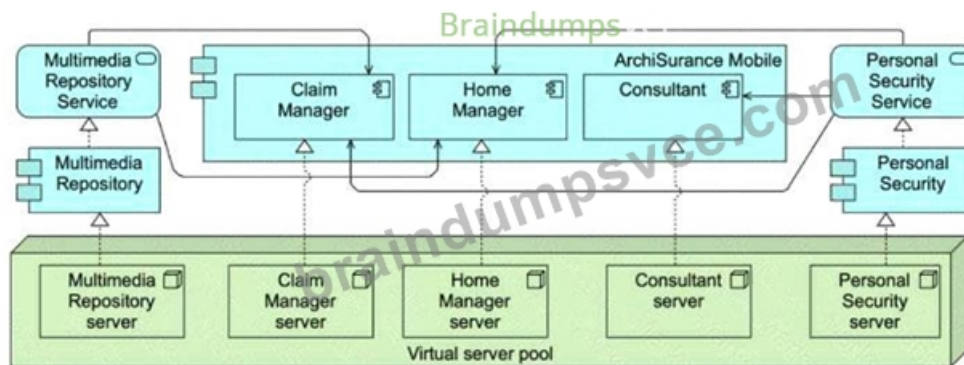 Braindumps
Multimedia
Repository
Service
ArchiSurance Mobile
Claim
Manager
Home
Manager
Consultant
Personal
Security
Service
Multimedia
Repository
Personal
Security
braindumpsvce.com
Multimedia
Repository
server
Claim
Manager
server
Home
Manager
server
Consultant
server
Personal
Security
server
Virtual server pool